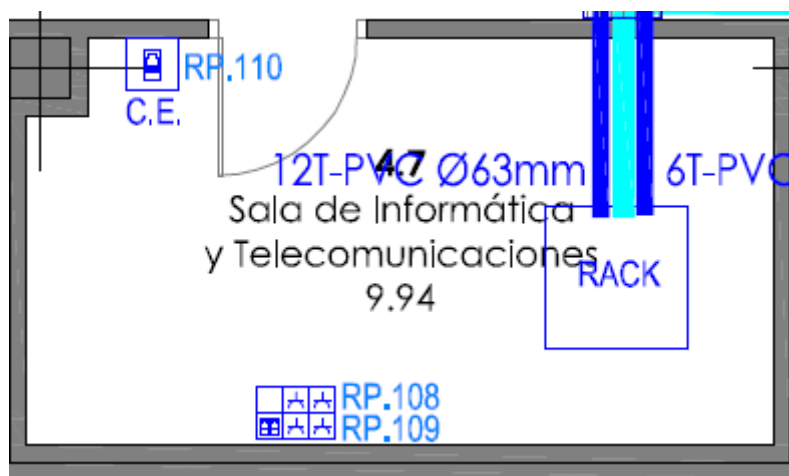 RP.110
C.E.
4.7
12T-PVC Ø63mm
6T-PVC
Sala de Informática
y Telecomunicaciones
RACK
9.94
RP.108
RP.109